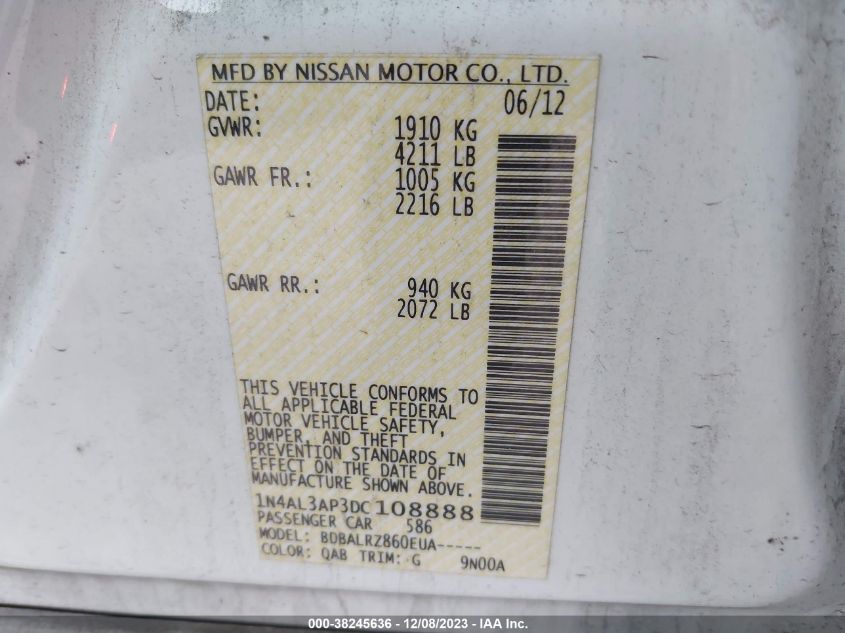 MFD BY NISSAN MOTOR CO., LTD.
DATE: 06/12
GVWR: 1910 KG
4211 LB
GAWR FR.: 1005 KG
2216 LB
GAWR RR.: 940 KG
2072 LB
THIS VEHICLE CONFORMS TO
ALL APPLICABLE FEDERAL
MOTOR VEHICLE SAFETY,
BUMPER, AND THEFT
PREVENTION STANDARDS IN
EFFECT ON THE DATE OF
MANUFACTURE SHOWN ABOVE.
1N4AL3AP3DC108888
PASSENGER CAR 586
MODEL: BDBALRZ860EUA-----
COLOR: QAB TRIM: G 9N00A
000-38245636 - 12/08/2023 - IAA Inc.